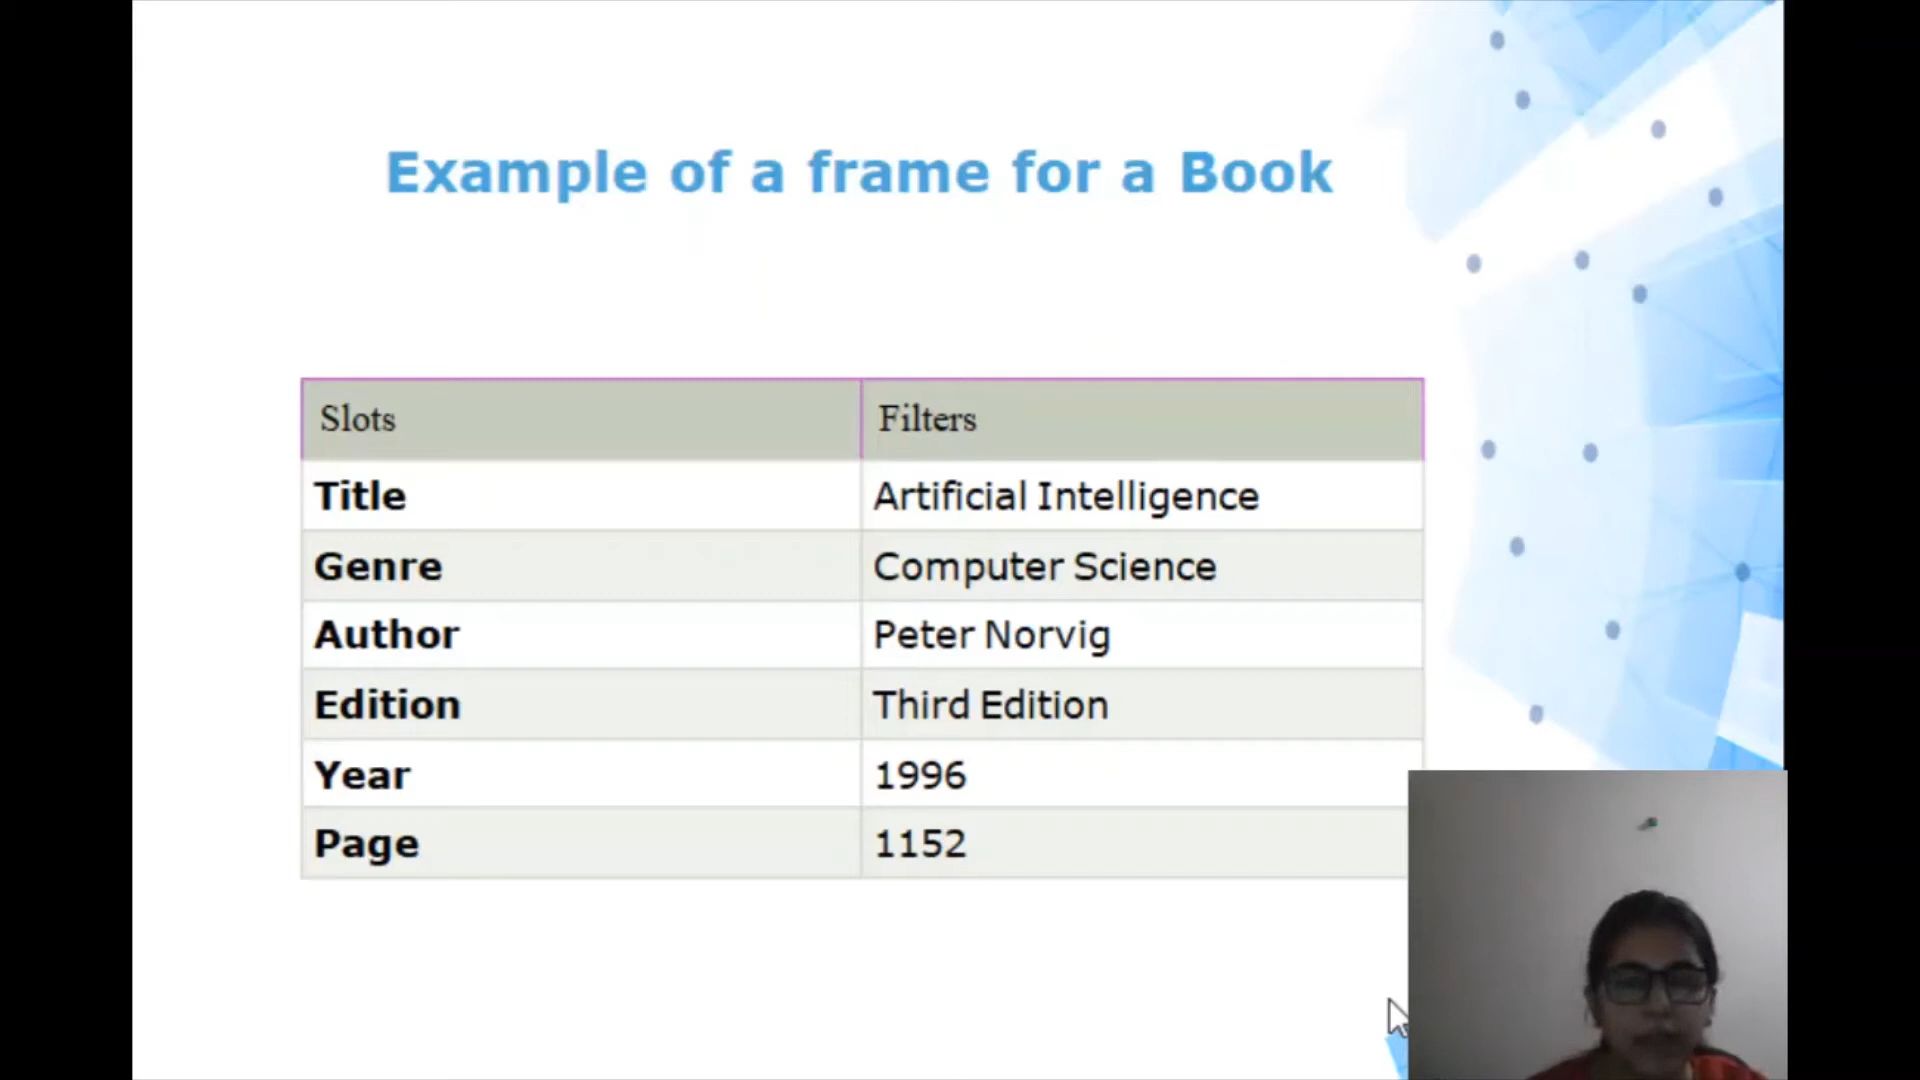 Example of a frame for a Book
Slots Filters
Title Artificial Intelligence
Genre Computer Science
Author Peter Norvig
Edition Third Edition
Year 1996
Page 1152